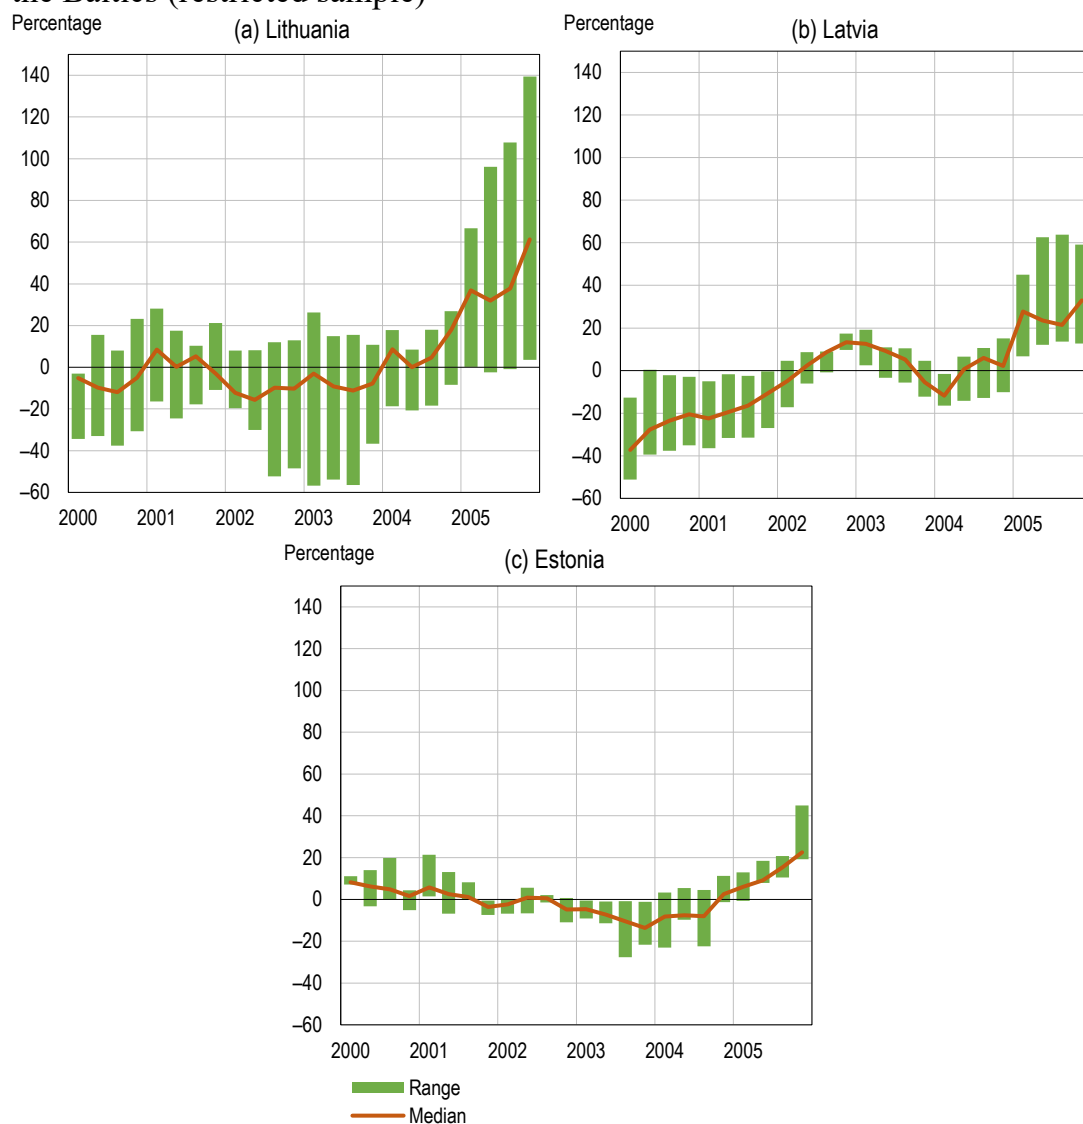 the Baltics (restricted sample)
Percentage
(a) Lithuania
140
120
100
80
60
40
20
0
–20
–40
–60
2000 2001 2002 2003 2004 2005
Percentage
(b) Latvia
140
120
100
80
60
40
20
0
–20
–40
–60
2000 2001 2002 2003 2004 2005
Percentage
(c) Estonia
140
120
100
80
60
40
20
0
–20
–40
–60
2000 2001 2002 2003 2004 2005
Range
Median